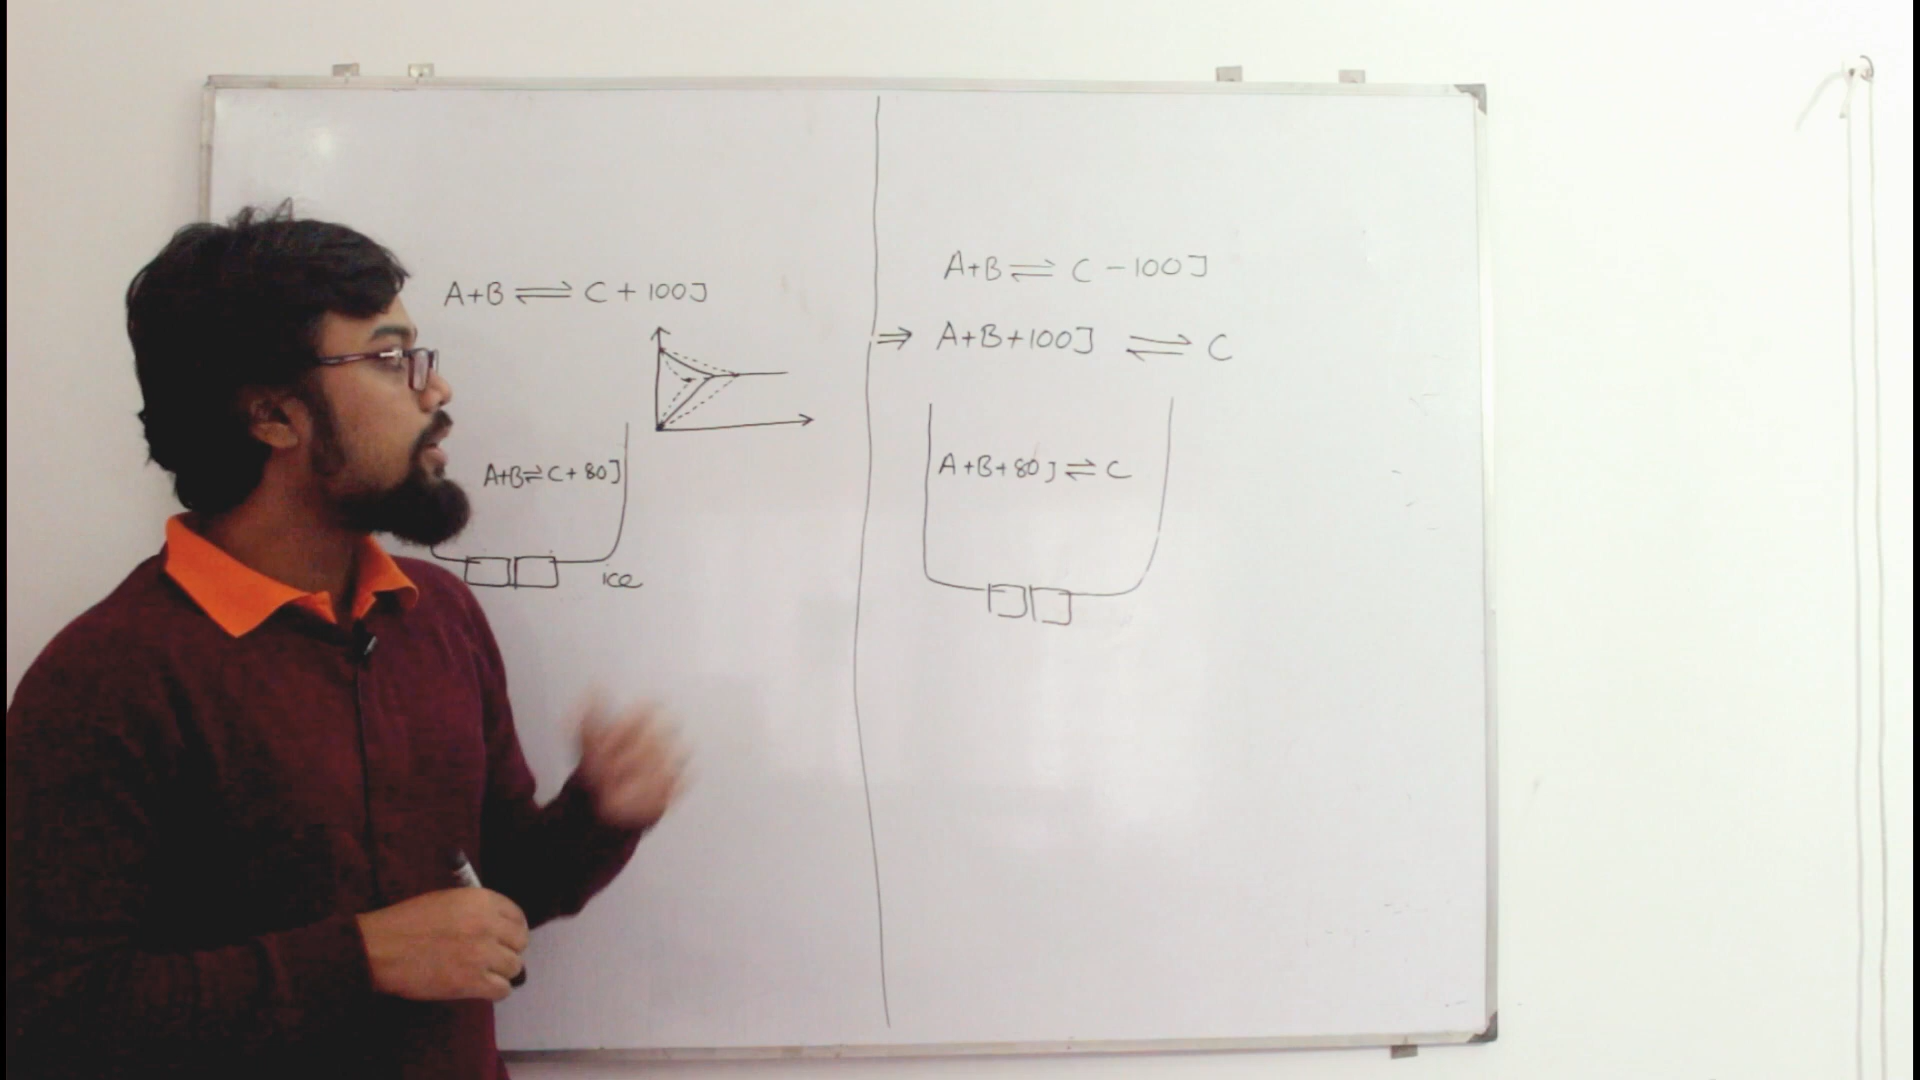 A+B ⇌ C + 100J
A+B ⇌ C + 80J
ice
A+B ⇌ C - 100J
⇒ A+B+100J ⇌ C
A+B+80J ⇌ C